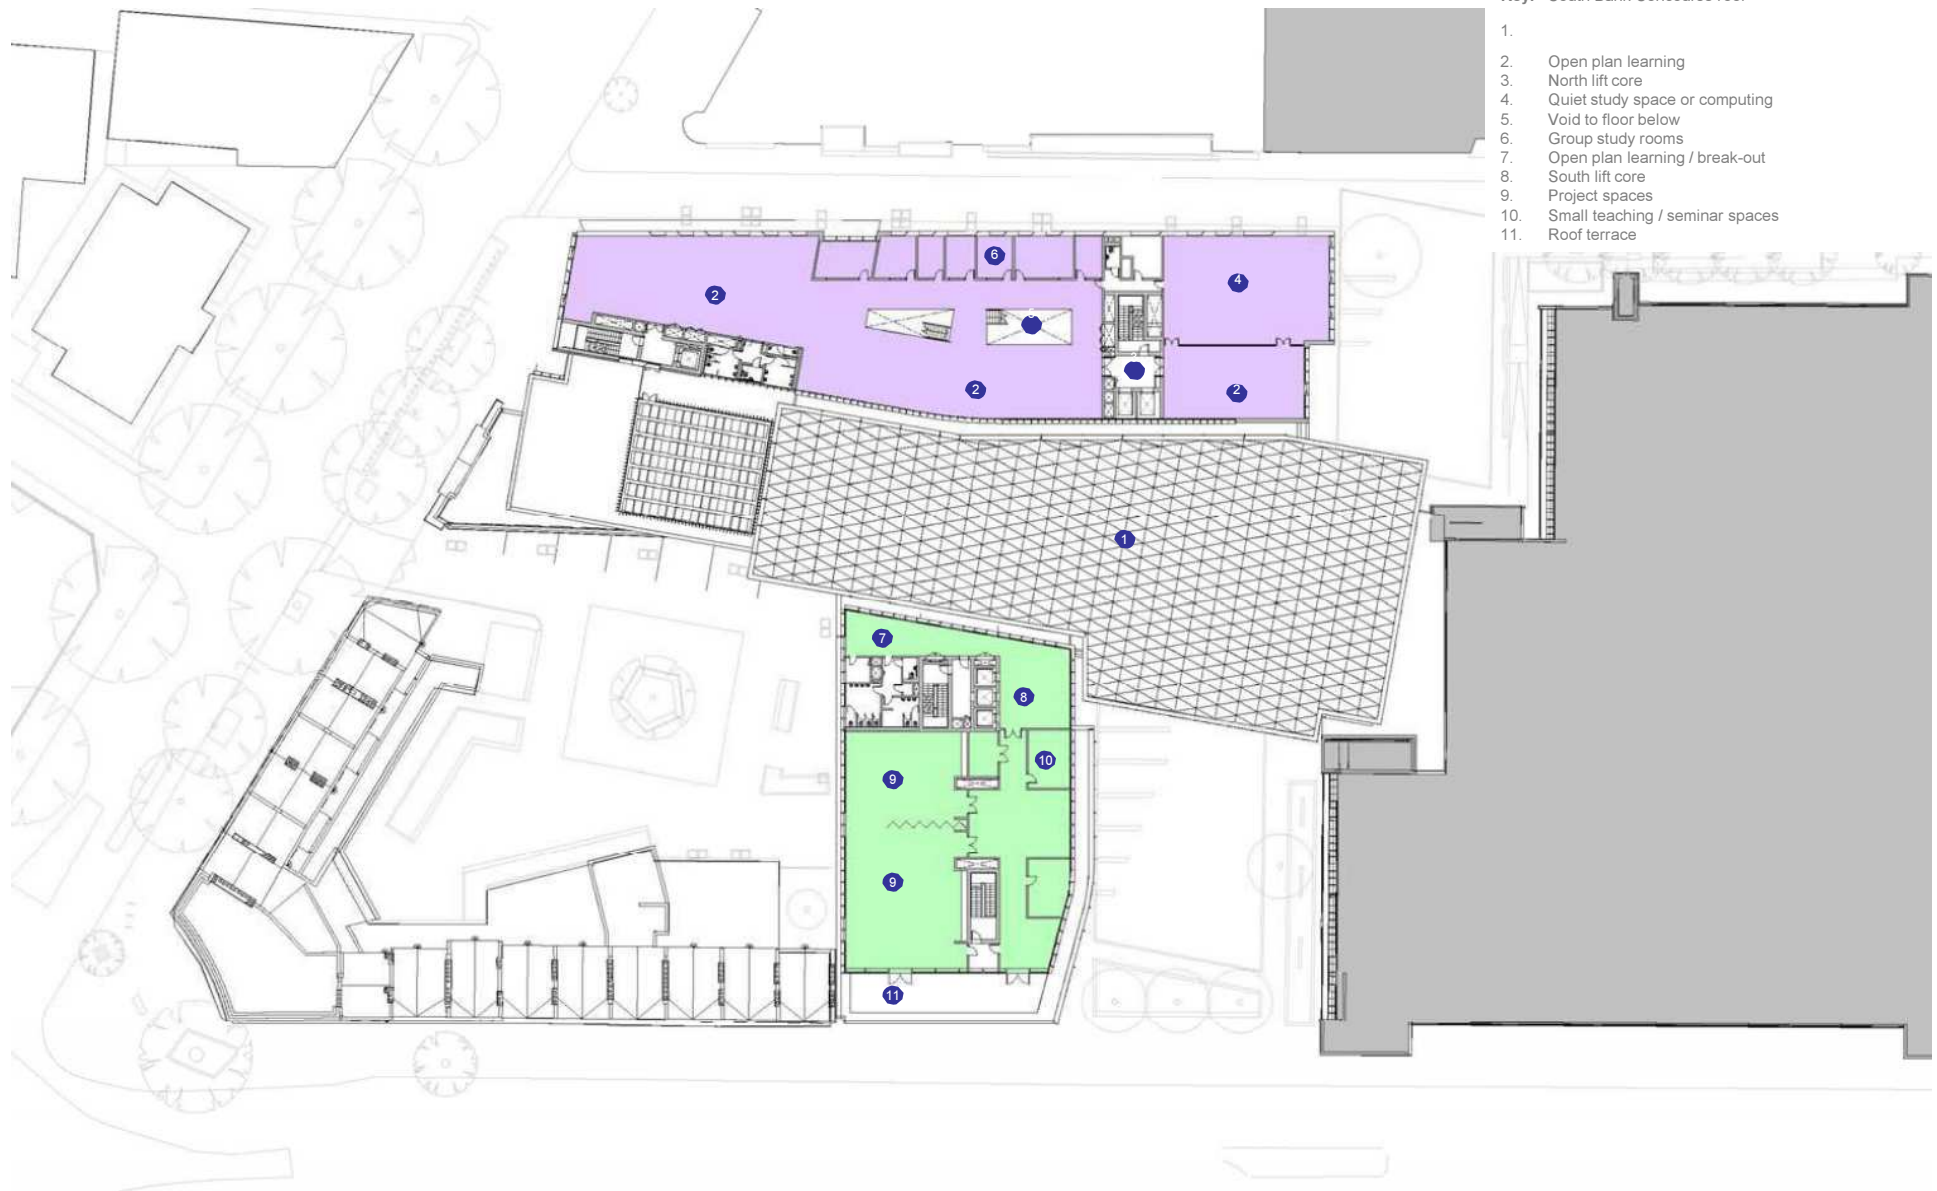 1.
2. Open plan learning
3. North lift core
4. Quiet study space or computing
5. Void to floor below
6. Group study rooms
7. Open plan learning / break-out
8. South lift core
9. Project spaces
10. Small teaching / seminar spaces
11. Roof terrace
6
4
2
2
2
1
7
8
10
9
9
11